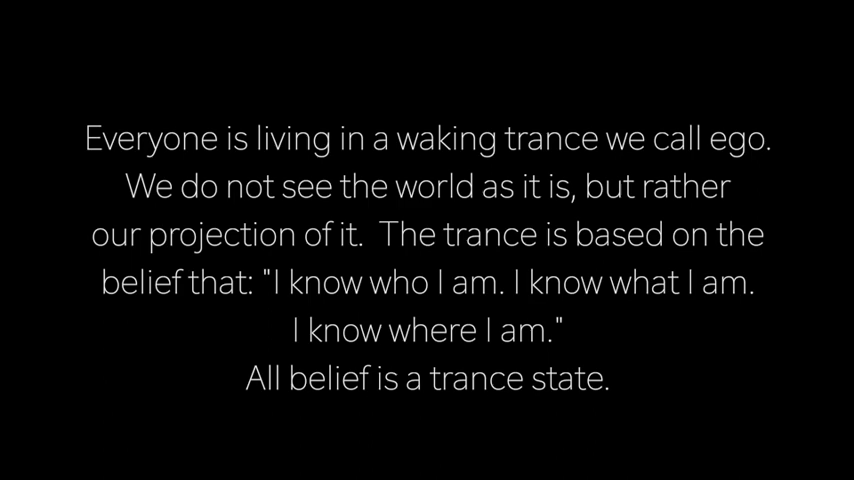 Everyone is living in a waking trance we call ego.
We do not see the world as it is, but rather
our projection of it.  The trance is based on the
belief that: "I know who I am. I know what I am.
I know where I am."
All belief is a trance state.